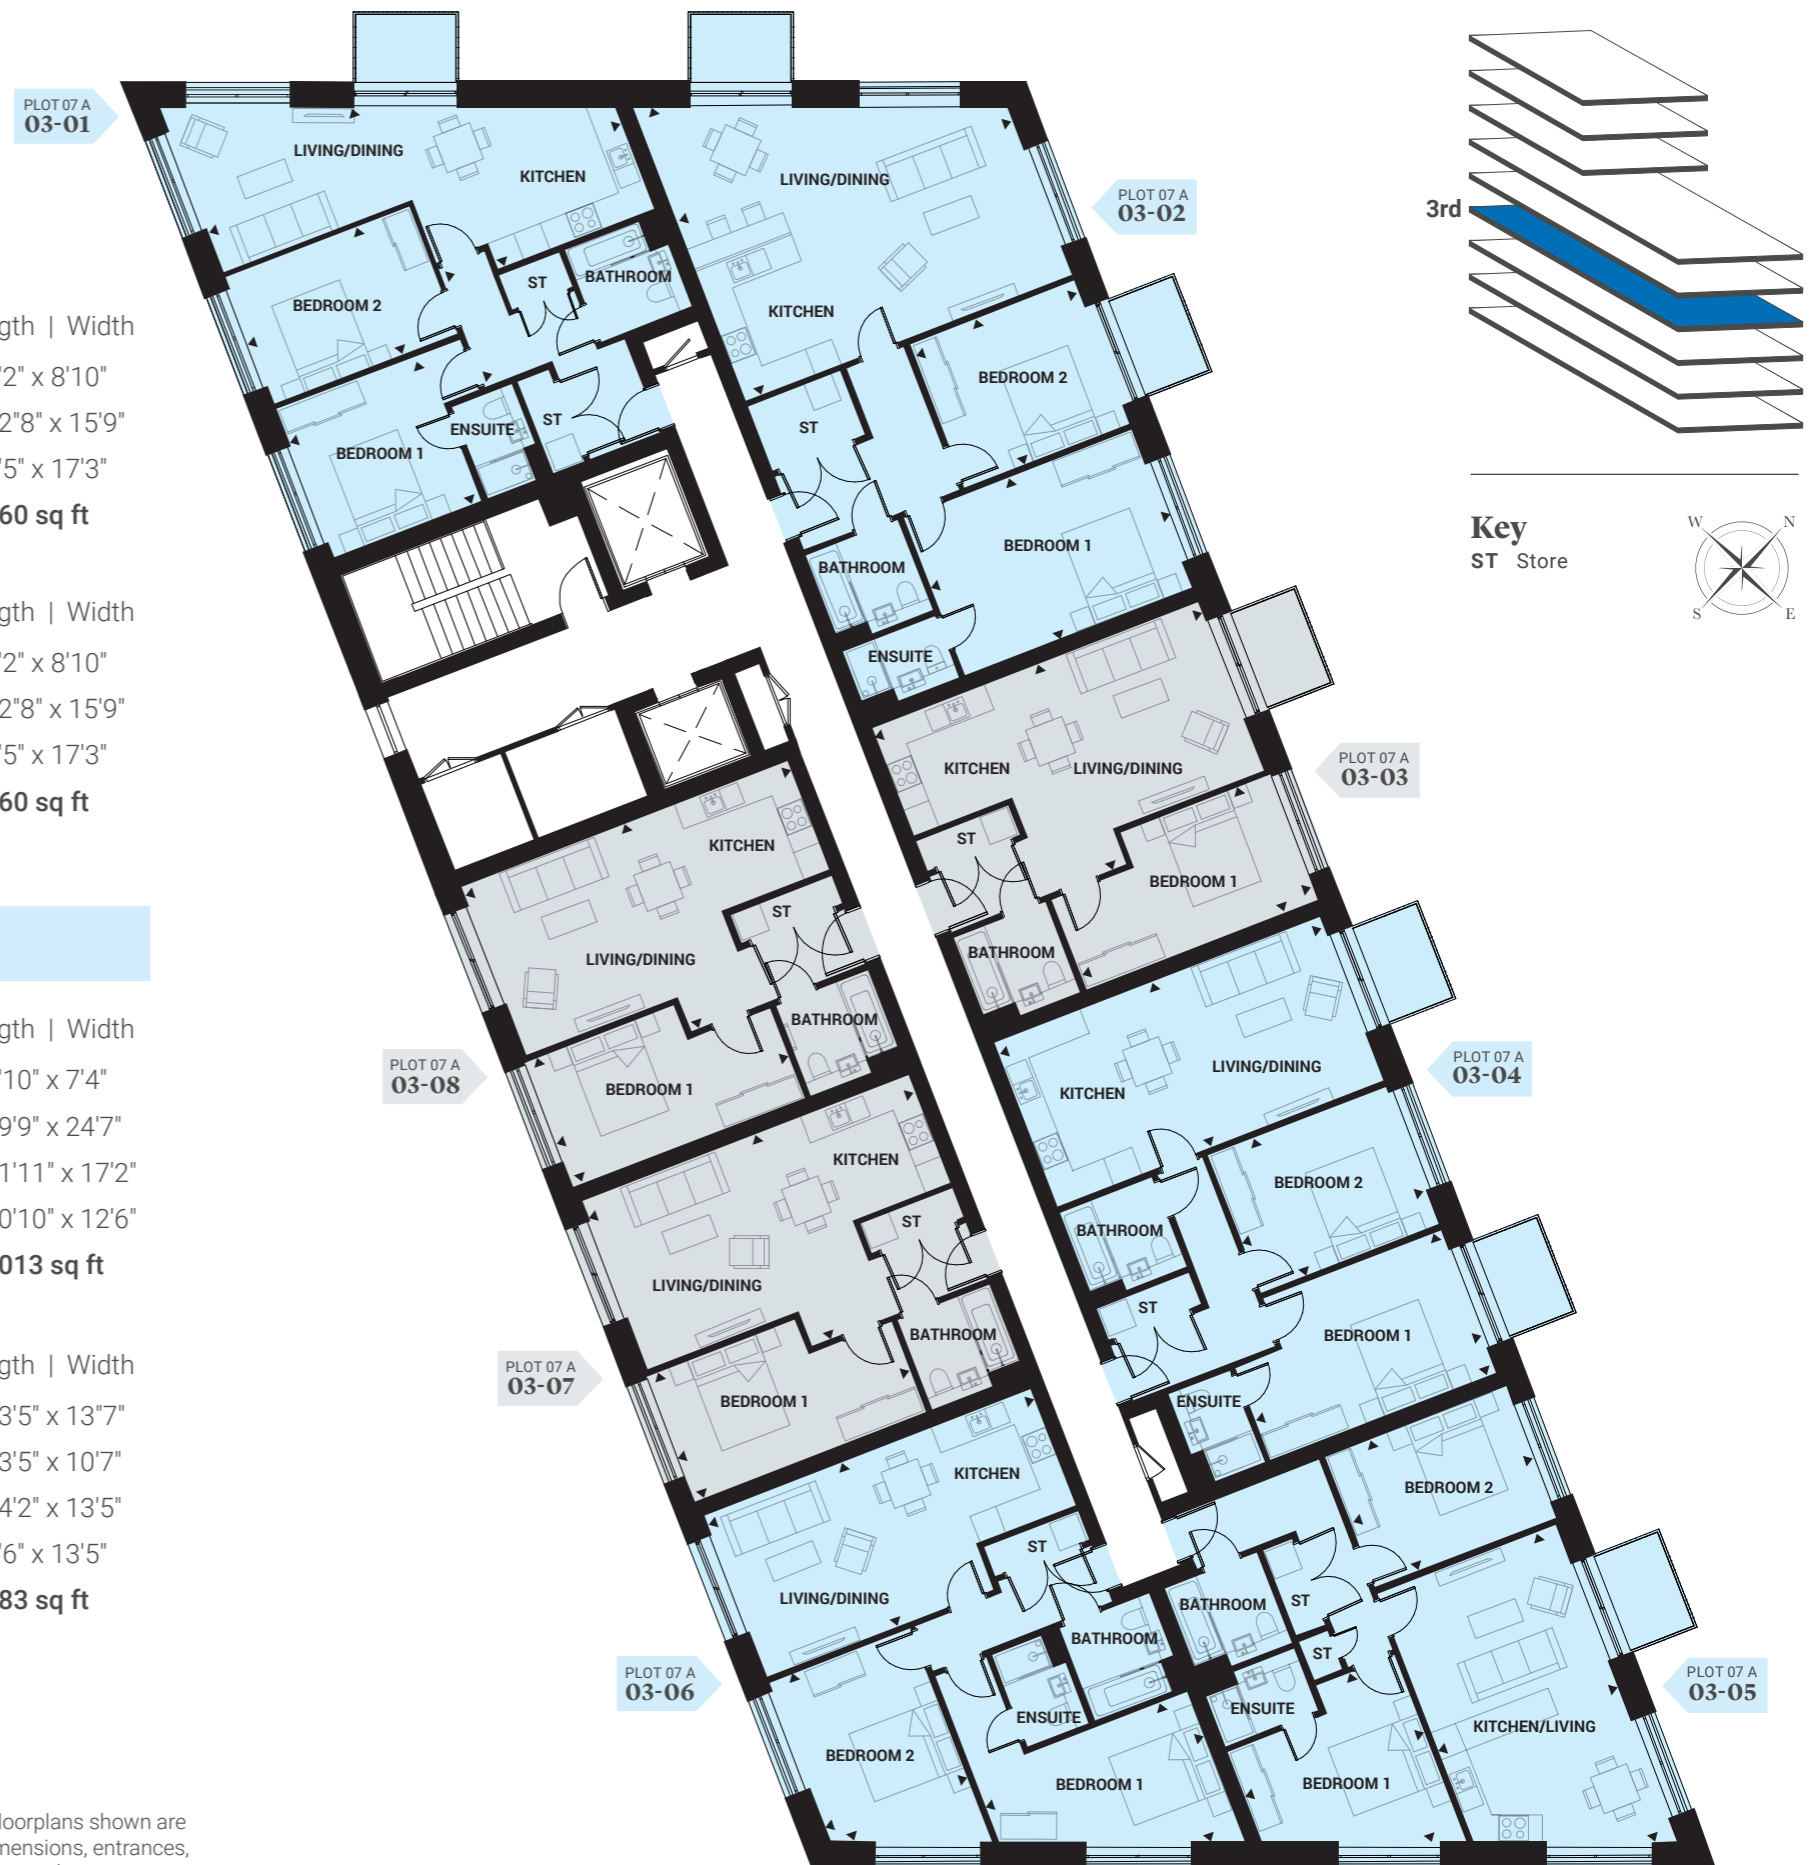 PLOT 07 A
03-01
LIVING/DINING
KITCHEN
BEDROOM 2
ST
BATHROOM
BEDROOM 1
ENSUITE
ST
LIVING/DINING
KITCHEN
PLOT 07 A
03-02
BEDROOM 2
ST
BEDROOM 1
BATHROOM
ENSUITE
3rd
Key
ST Store
W
N
S
E
gth | Width
'2" x 8'10"
2"8" x 15'9"
'5" x 17'3"
60 sq ft
gth | Width
'2" x 8'10"
2"8" x 15'9"
'5" x 17'3"
60 sq ft
gth | Width
'10" x 7'4"
9'9" x 24'7"
1'11" x 17'2"
0'10" x 12'6"
013 sq ft
gth | Width
3'5" x 13"7"
3'5" x 10'7"
4'2" x 13'5"
'6" x 13'5"
83 sq ft
KITCHEN
LIVING/DINING
PLOT 07 A
03-03
ST
BEDROOM 1
BATHROOM
KITCHEN
ST
LIVING/DINING
BATHROOM
PLOT 07 A
03-08
BEDROOM 1
LIVING/DINING
KITCHEN
PLOT 07 A
03-04
BEDROOM 2
BATHROOM
ST
BEDROOM 1
ENSUITE
KITCHEN
ST
LIVING/DINING
BATHROOM
PLOT 07 A
03-07
BEDROOM 1
KITCHEN
ST
LIVING/DINING
BATHROOM
PLOT 07 A
03-06
ENSUITE
BEDROOM 2
BEDROOM 1
BEDROOM 2
BATHROOM
ST
ST
ENSUITE
PLOT 07 A
03-05
KITCHEN/LIVING
BEDROOM 1
loorplans shown are
mensions, entrances,